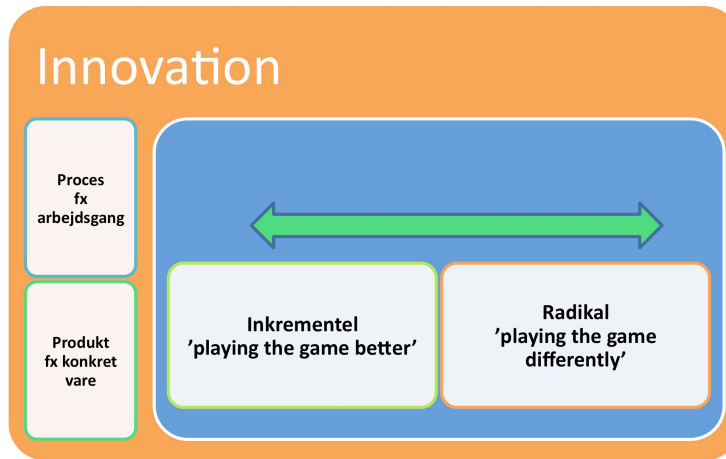 Innovation
Proces
fx
arbejdsgang
Produkt
fx konkret
vare
Inkrementel
’playing the game better’
Radikal
’playing the game
differently’